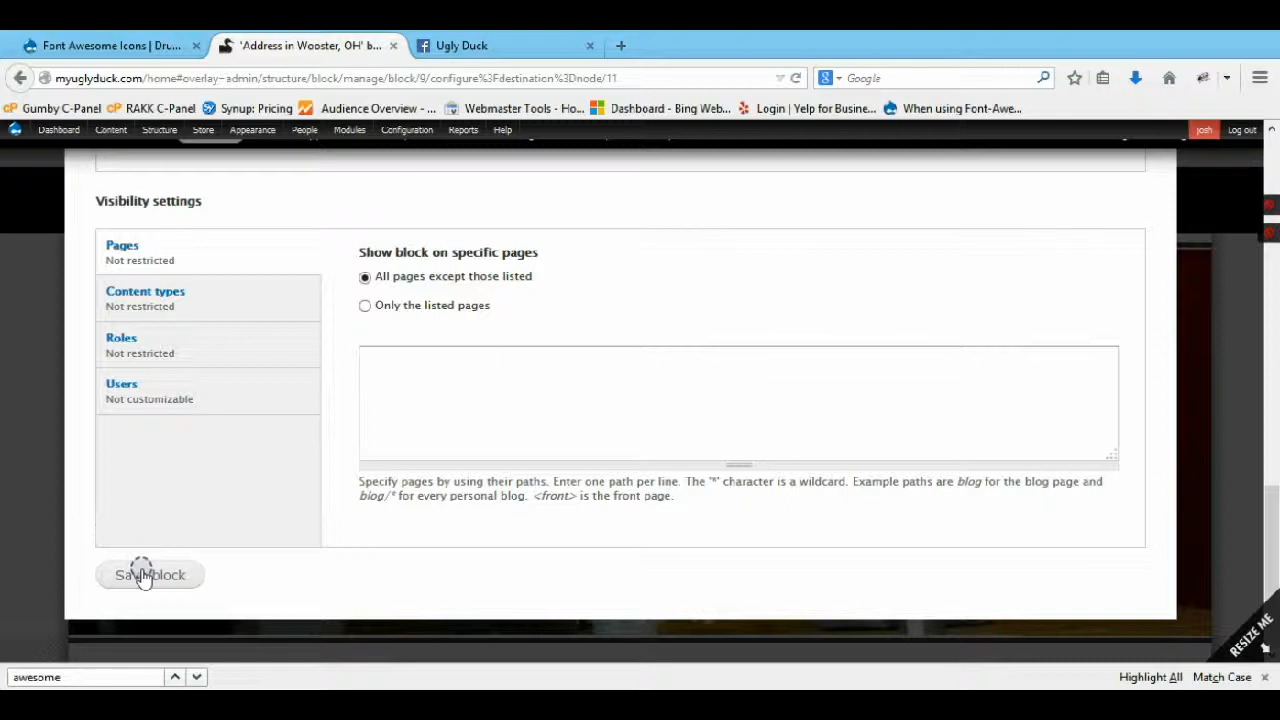 Font Awesome Icons | Dru...
'Address in Wooster, OH' b...
Ugly Duck
myuglyduck.com/home#overlay-admin/structure/block/manage/block/9/configure%3Fdestination%3Dnode/11
Google
Gumby C-Panel
RAKK C-Panel
Synup: Pricing
Audience Overview - ...
Webmaster Tools - Ho...
Dashboard - Bing Web...
Login | Yelp for Busine...
When using Font-Awe...
Dashboard
Content
Structure
Store
Appearance
People
Modules
Configuration
Reports
Help
josh
Log out
Visibility settings
Pages
Not restricted
Content types
Not restricted
Roles
Not restricted
Users
Not customizable
Show block on specific pages
All pages except those listed
Only the listed pages
Specify pages by using their paths. Enter one path per line. The '*' character is a wildcard. Example paths are blog for the blog page and
blog/* for every personal blog. <front> is the front page.
Save block
RESIZE ME
awesome
Highlight All
Match Case